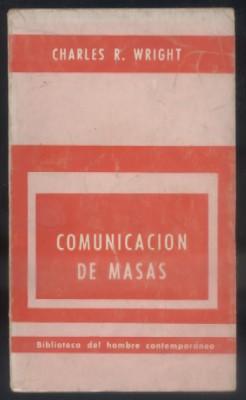 CHARLES R. WRIGHT
COMUNICACION
DE MASAS
Biblioteca del hombre contemporáneo